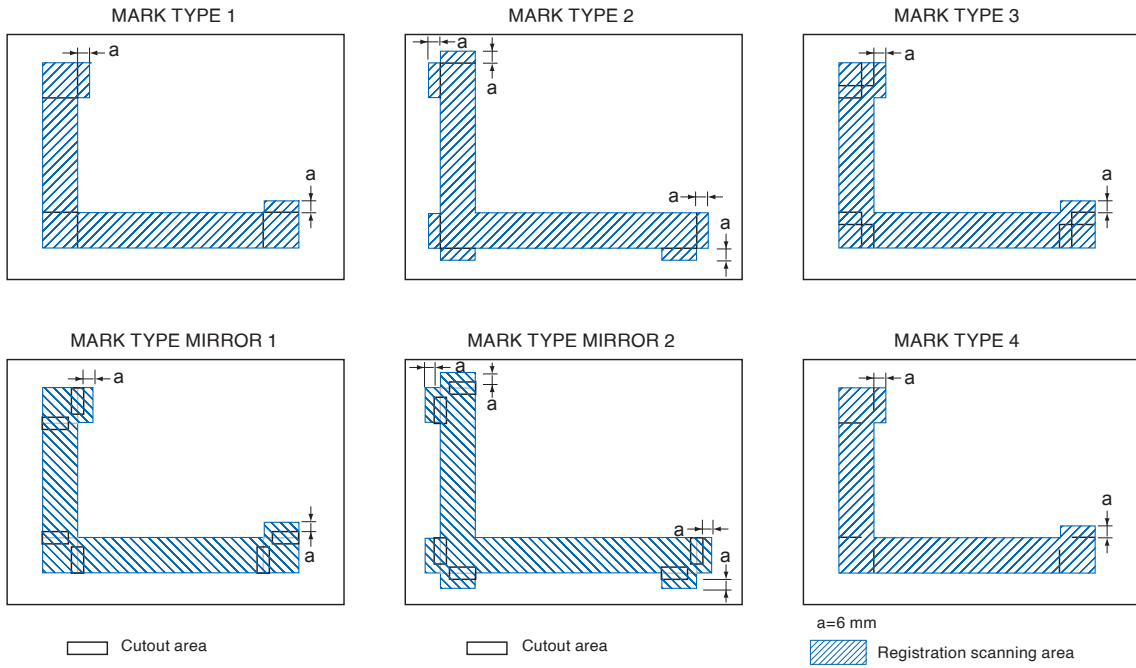 MARK TYPE 1
a
a
MARK TYPE 2
a
a
a
a
MARK TYPE 3
a
a
MARK TYPE MIRROR 1
a
a
MARK TYPE MIRROR 2
a
a
a
a
MARK TYPE 4
a
a
Cutout area
Cutout area
a=6 mm
Registration scanning area